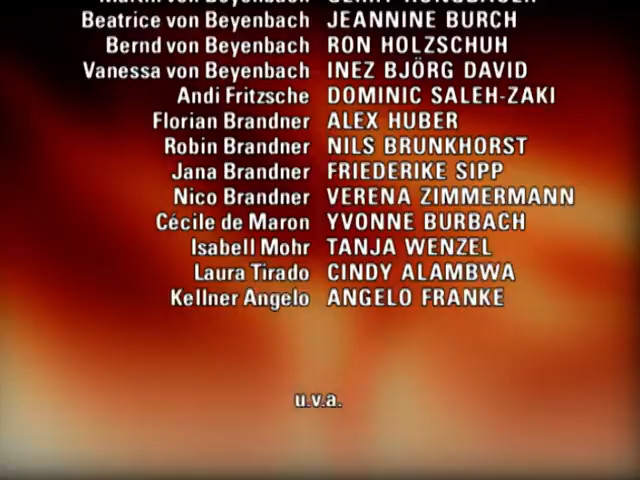 Beatrice von Beyenbach JEANNINE BURCH
Bernd von Beyenbach RON HOLZSCHUH
Vanessa von Beyenbach INEZ BJÖRG DAVID
Andi Fritzsche DOMINIC SALEH-ZAKI
Florian Brandner ALEX HUBER
Robin Brandner NILS BRUNKHORST
Jana Brandner FRIEDERIKE SIPP
Nico Brandner VERENA ZIMMERMANN
Cécile de Maron YVONNE BURBACH
Isabell Mohr TANJA WENZEL
Laura Tirado CINDY ALAMBWA
Kellner Angelo ANGELO FRANKE
u.v.a.